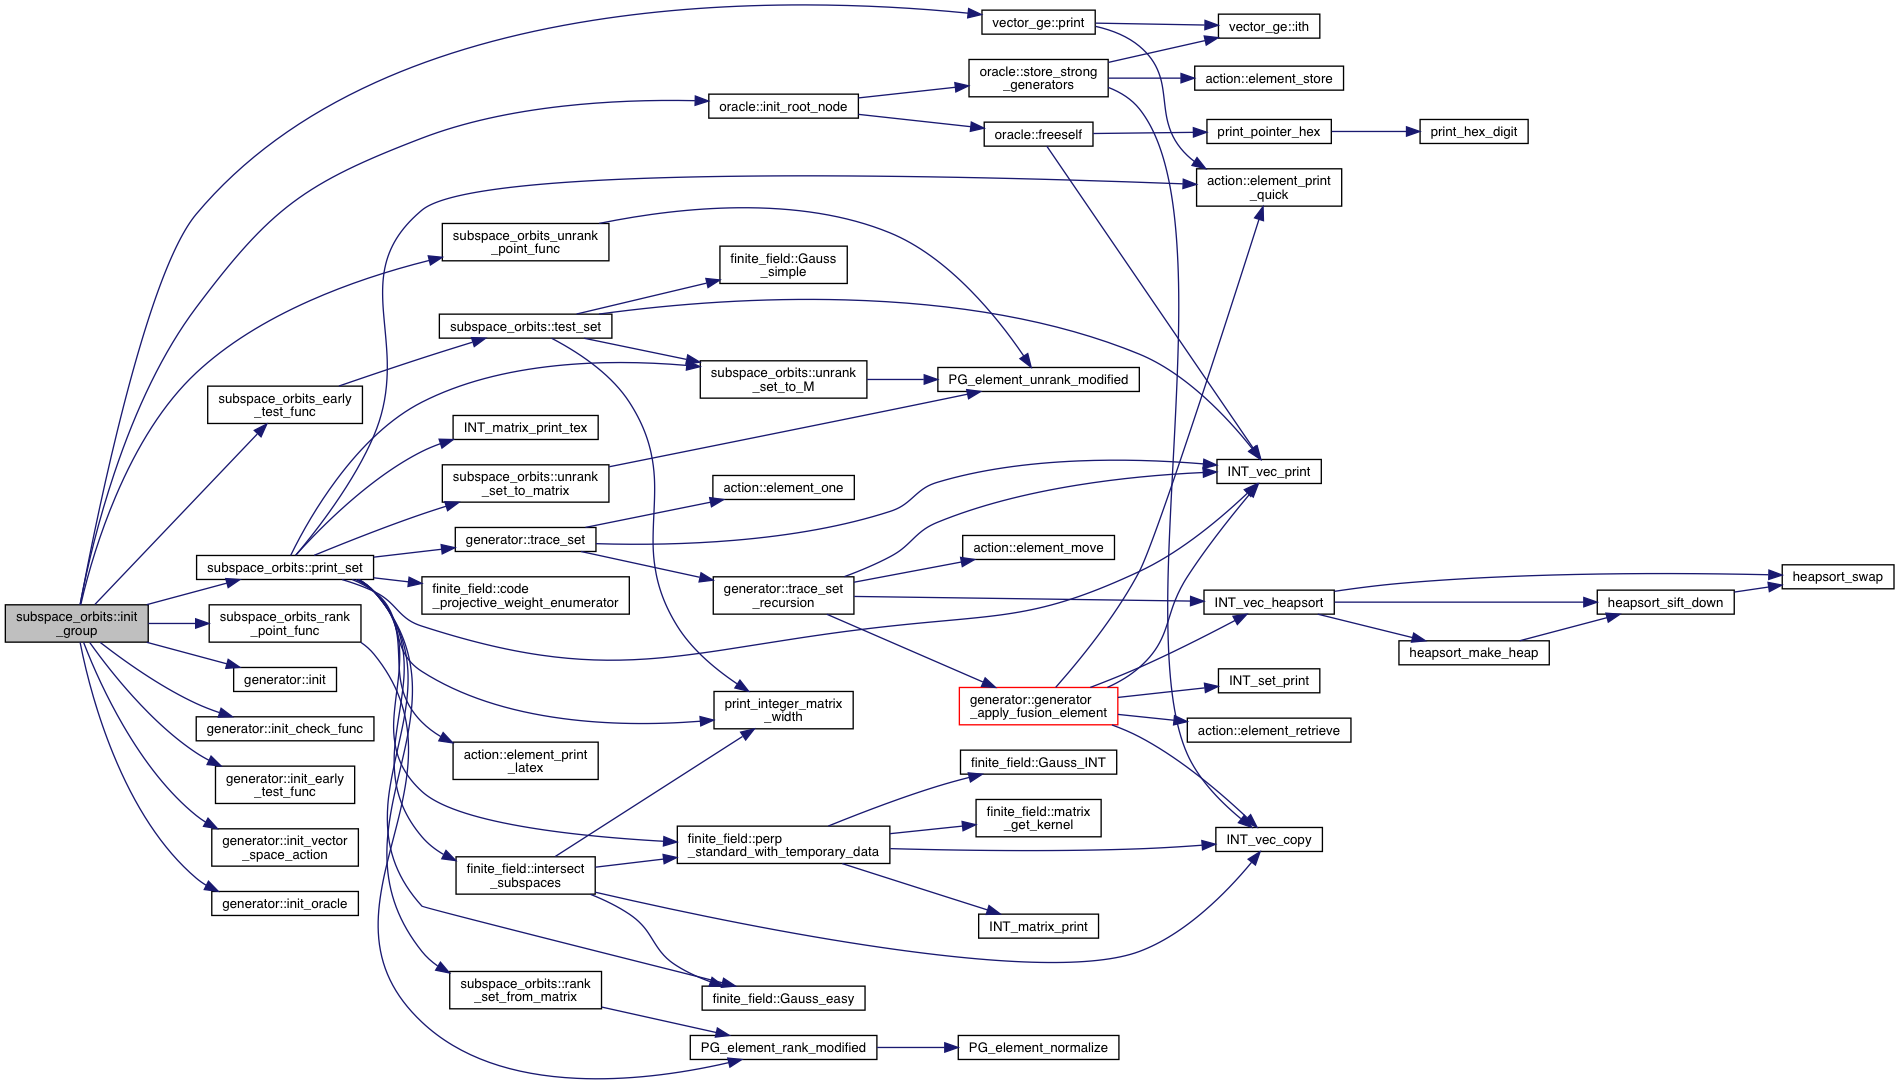 subspace_orbits::init
_group
vector_ge::print
vector_ge::ith
oracle::store_strong
_generators
action::element_store
oracle::init_root_node
oracle::freeself
print_pointer_hex
print_hex_digit
action::element_print
_quick
subspace_orbits_unrank
_point_func
finite_field::Gauss
_simple
subspace_orbits::test_set
subspace_orbits::unrank
_set_to_M
PG_element_unrank_modified
subspace_orbits_early
_test_func
INT_matrix_print_tex
subspace_orbits::unrank
_set_to_matrix
INT_vec_print
action::element_one
generator::trace_set
action::element_move
subspace_orbits::print_set
finite_field::code
_projective_weight_enumerator
generator::trace_set
_recursion
INT_vec_heapsort
heapsort_sift_down
heapsort_swap
heapsort_make_heap
subspace_orbits_rank
_point_func
generator::init
INT_set_print
generator::generator
_apply_fusion_element
action::element_retrieve
print_integer_matrix
_width
generator::init_check_func
action::element_print
_latex
finite_field::Gauss_INT
generator::init_early
_test_func
finite_field::matrix
_get_kernel
generator::init_vector
_space_action
finite_field::perp
_standard_with_temporary_data
INT_vec_copy
finite_field::intersect
_subspaces
generator::init_oracle
INT_matrix_print
subspace_orbits::rank
_set_from_matrix
finite_field::Gauss_easy
PG_element_rank_modified
PG_element_normalize